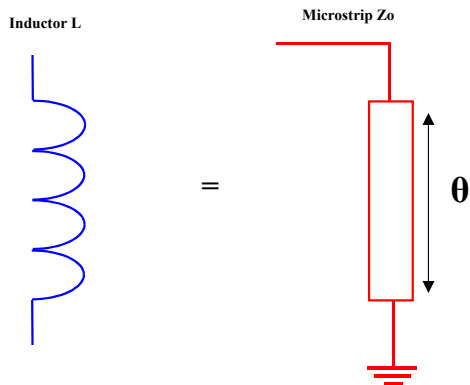 Inductor L
Microstrip Zo
=
θ